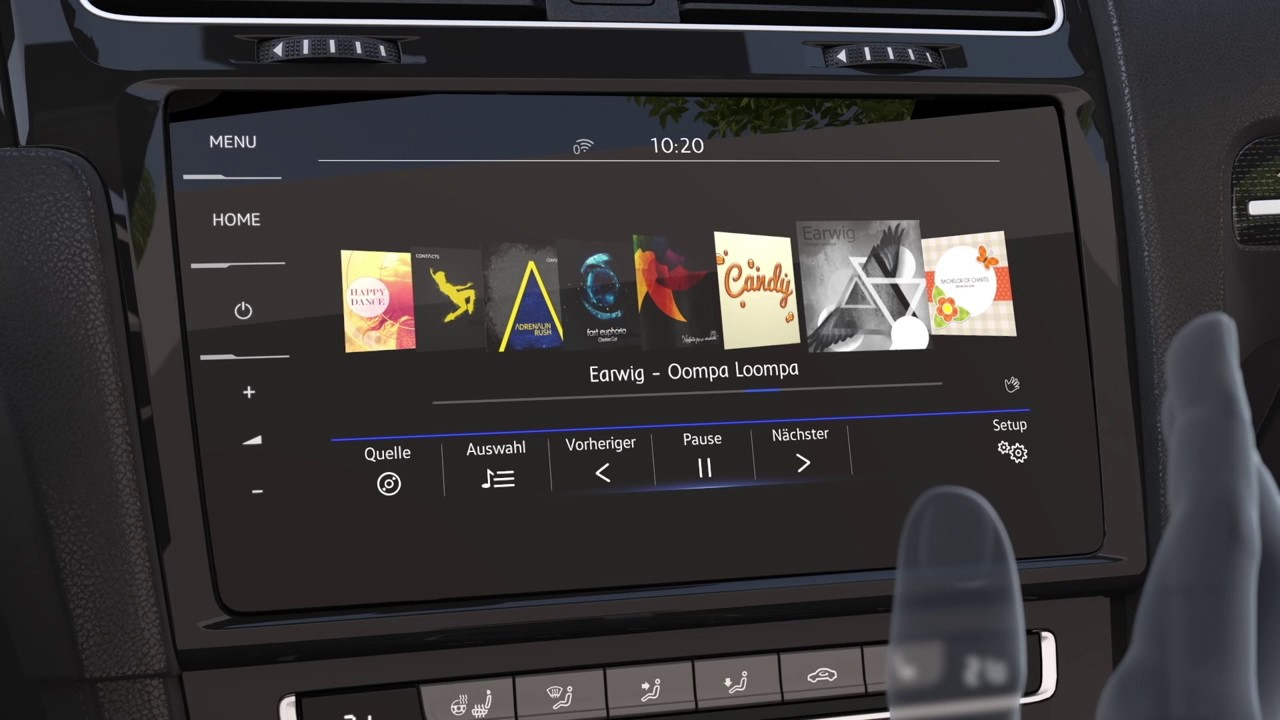 MENU
10:20
HOME
HAPPY
DANCE
CONTACTS
ADRENALIN
RUSH
fast euphoria
Candy
Earwig
BACHELOR OF CHARTS
Earwig - Oompa Loompa
Quelle
Auswahl
Vorheriger
Pause
Nächster
Setup